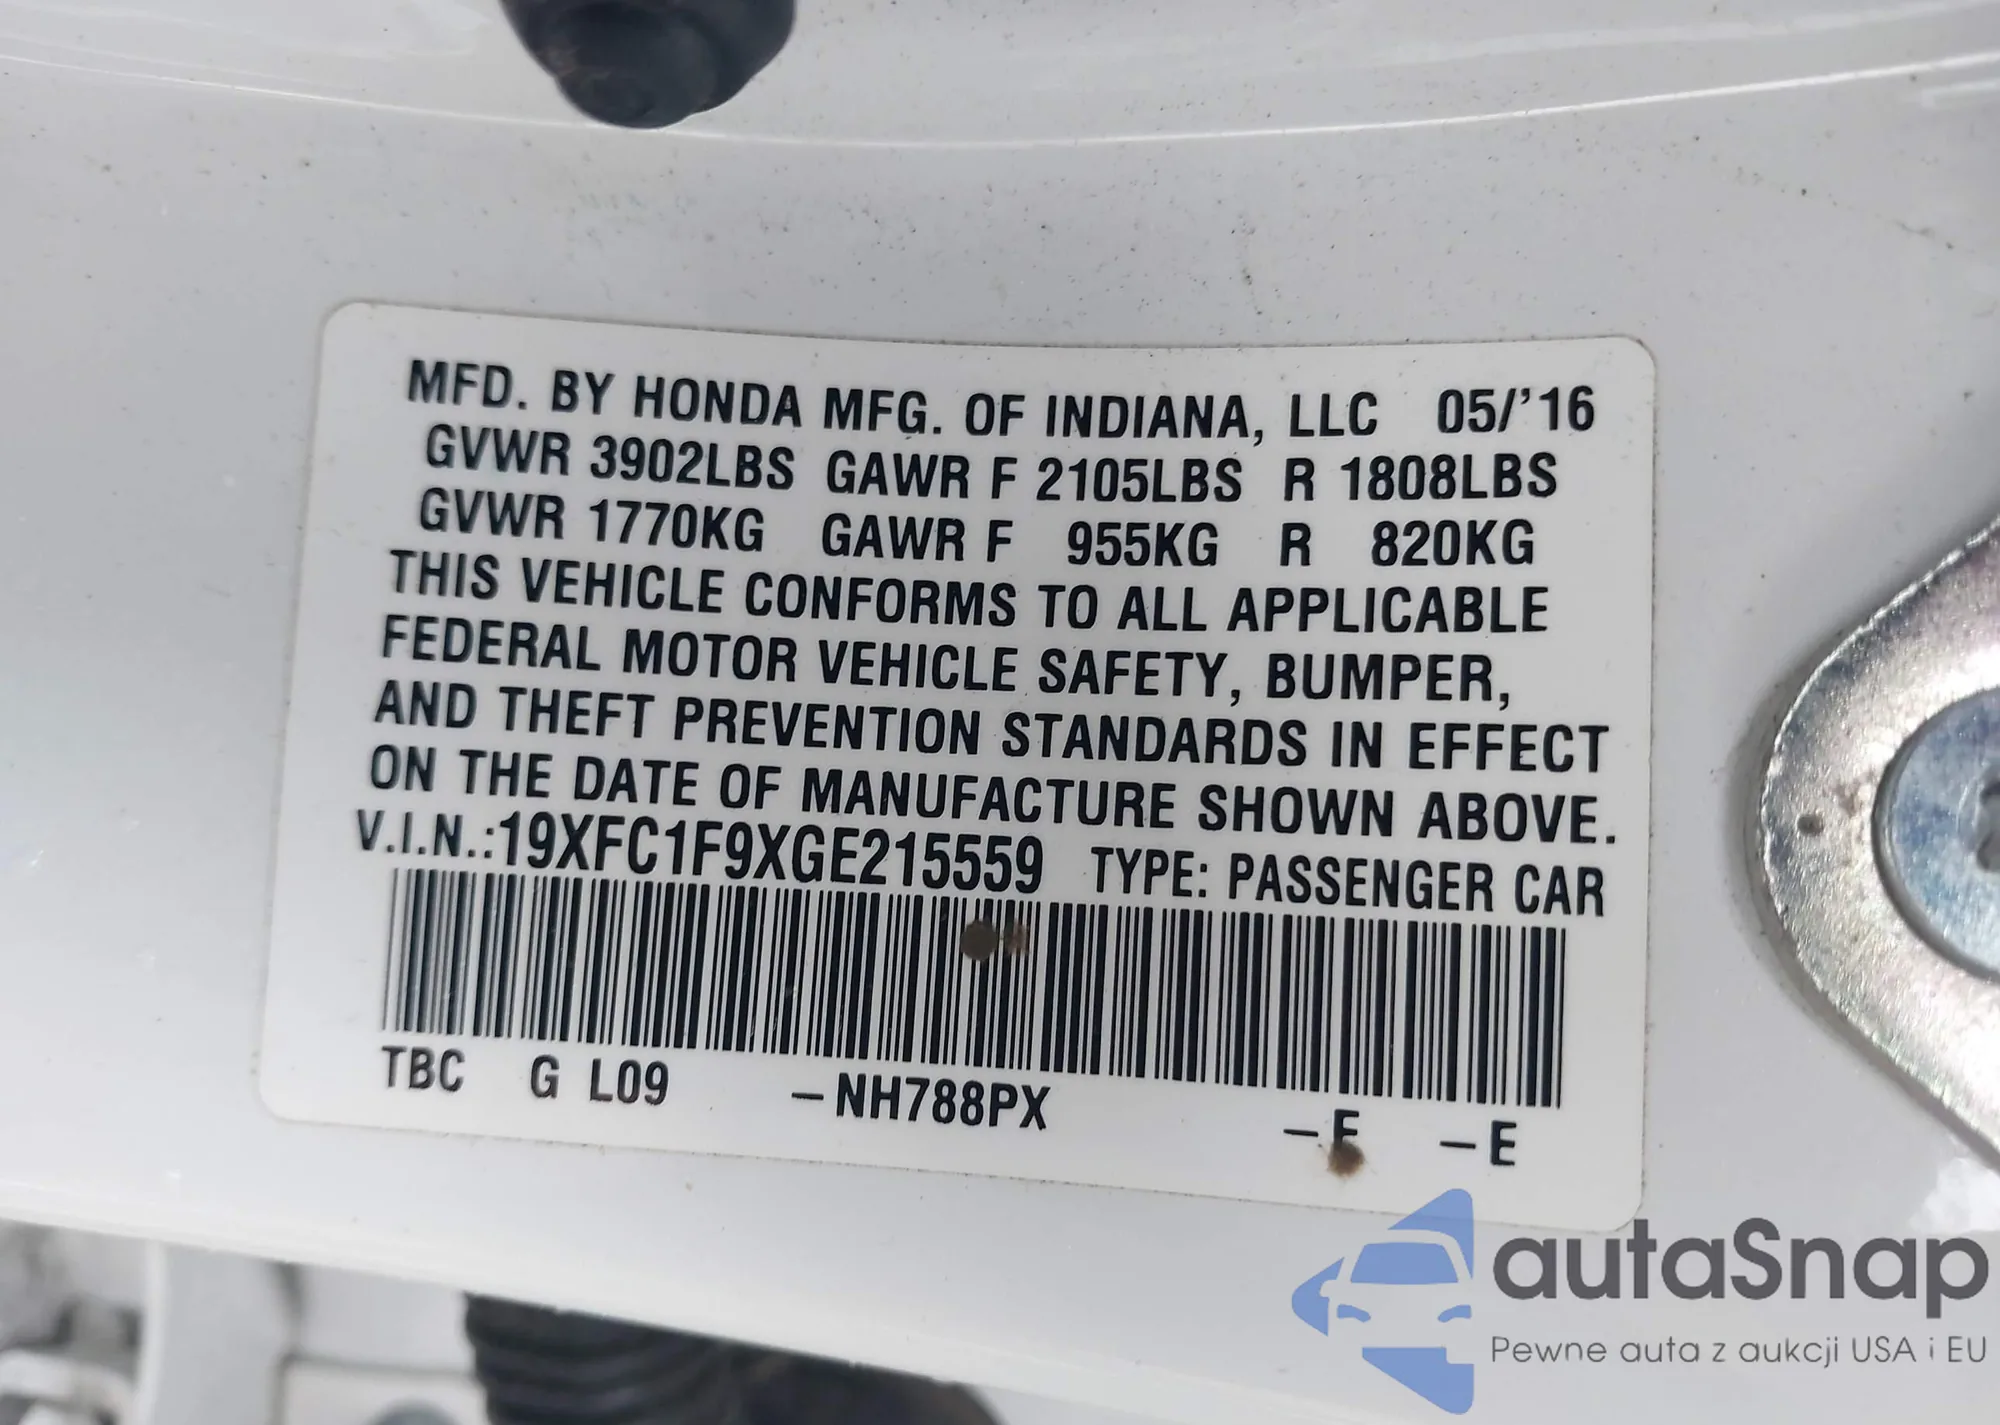 MFD. BY HONDA MFG. OF INDIANA, LLC 05/'16
GVWR 3902LBS GAWR F 2105LBS R 1808LBS
GVWR 1770KG GAWR F 955KG R 820KG
THIS VEHICLE CONFORMS TO ALL APPLICABLE
FEDERAL MOTOR VEHICLE SAFETY, BUMPER,
AND THEFT PREVENTION STANDARDS IN EFFECT
ON THE DATE OF MANUFACTURE SHOWN ABOVE.
V.I.N.:19XFC1F9XGE215559 TYPE: PASSENGER CAR
TBC G L09 –NH788PX –F –E
autaSnap
Pewne auta z aukcji USA i EU